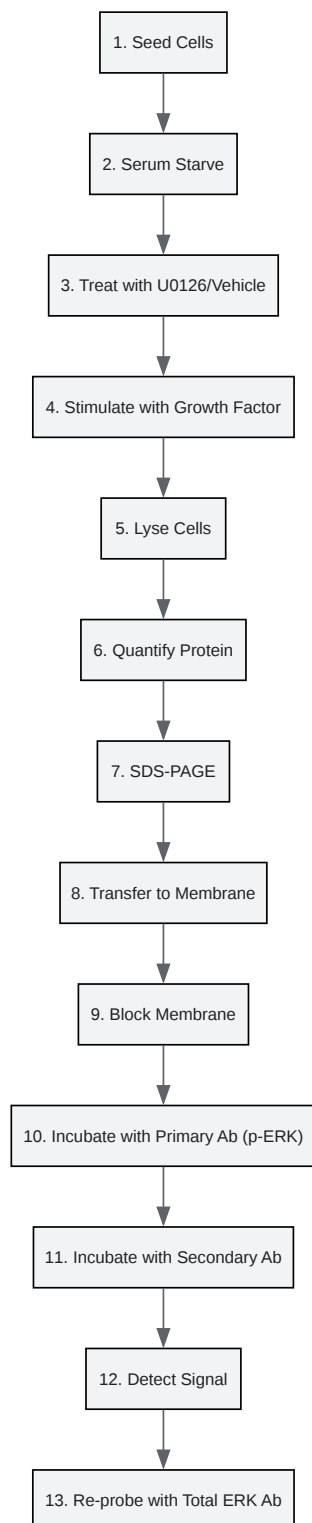 1. Seed Cells
2. Serum Starve
3. Treat with U0126/Vehicle
4. Stimulate with Growth Factor
5. Lyse Cells
6. Quantify Protein
7. SDS-PAGE
8. Transfer to Membrane
9. Block Membrane
10. Incubate with Primary Ab (p-ERK)
11. Incubate with Secondary Ab
12. Detect Signal
13. Re-probe with Total ERK Ab